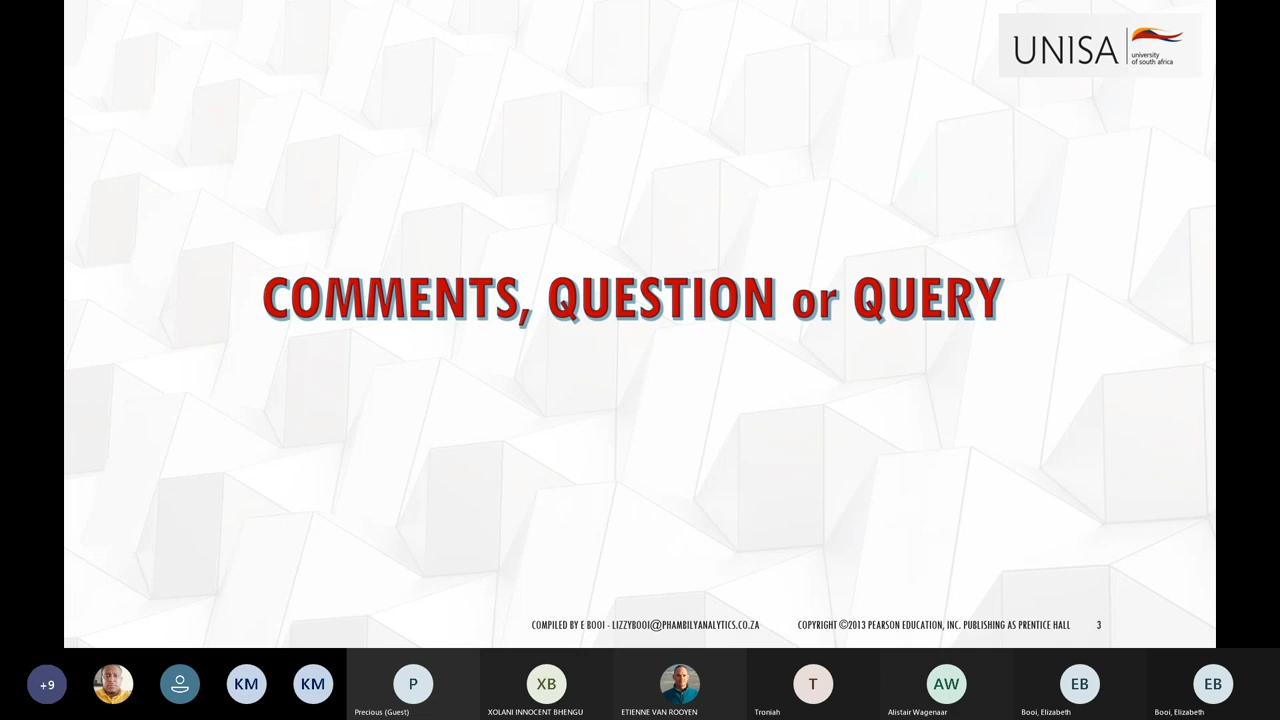 UNISA
university
of south africa
COMMENTS, QUESTION or QUERY
COMPILED BY E BOOI - LIZZYBOOI@PHAMBILYANALYTICS.CO.ZA
COPYRIGHT ©2013 PEARSON EDUCATION, INC. PUBLISHING AS PRENTICE HALL
3
+9
KM
KM
P
XB
T
AW
EB
EB
Precious (Guest)
XOLANI INNOCENT BHENGU
ETIENNE VAN ROOYEN
Troniah
Alistair Wagenaar
Booi, Elizabeth
Booi, Elizabeth